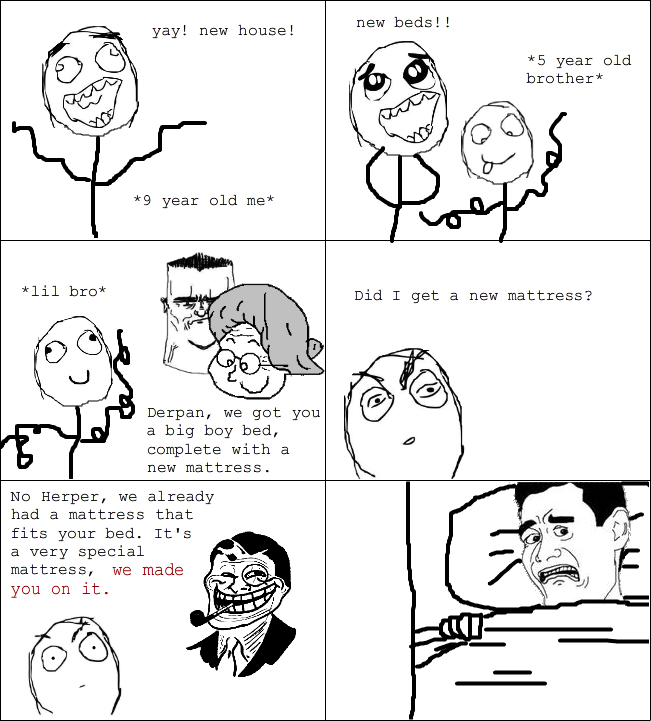 yay! new house!
*9 year old me*
new beds!!
*5 year old
brother*
*lil bro*
Derpan, we got you
a big boy bed,
complete with a
new mattress.
Did I get a new mattress?
No Herper, we already
had a mattress that
fits your bed. It's
a very special
mattress, we made
you on it.